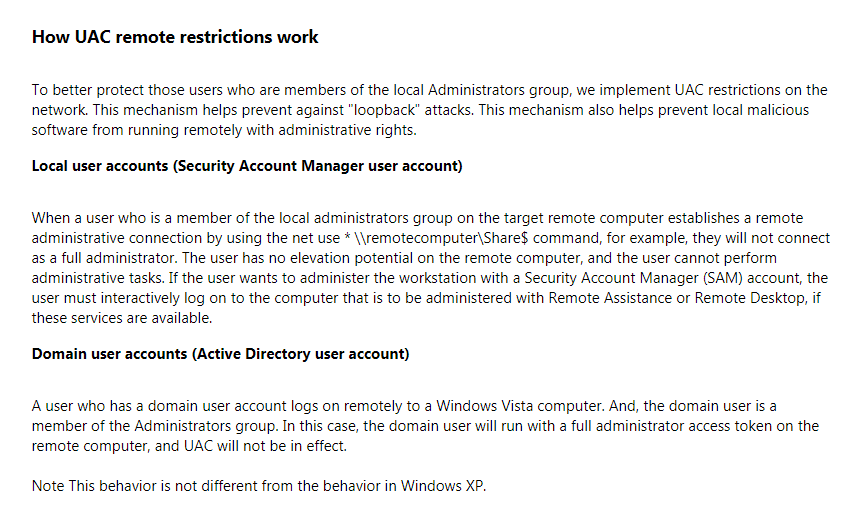 How UAC remote restrictions work
To better protect those users who are members of the local Administrators group, we implement UAC restrictions on the
network. This mechanism helps prevent against "loopback" attacks. This mechanism also helps prevent local malicious
software from running remotely with administrative rights.
Local user accounts (Security Account Manager user account)
When a user who is a member of the local administrators group on the target remote computer establishes a remote
administrative connection by using the net use * \\remotecomputer\Share$ command, for example, they will not connect
as a full administrator. The user has no elevation potential on the remote computer, and the user cannot perform
administrative tasks. If the user wants to administer the workstation with a Security Account Manager (SAM) account, the
user must interactively log on to the computer that is to be administered with Remote Assistance or Remote Desktop, if
these services are available.
Domain user accounts (Active Directory user account)
A user who has a domain user account logs on remotely to a Windows Vista computer. And, the domain user is a
member of the Administrators group. In this case, the domain user will run with a full administrator access token on the
remote computer, and UAC will not be in effect.
Note This behavior is not different from the behavior in Windows XP.